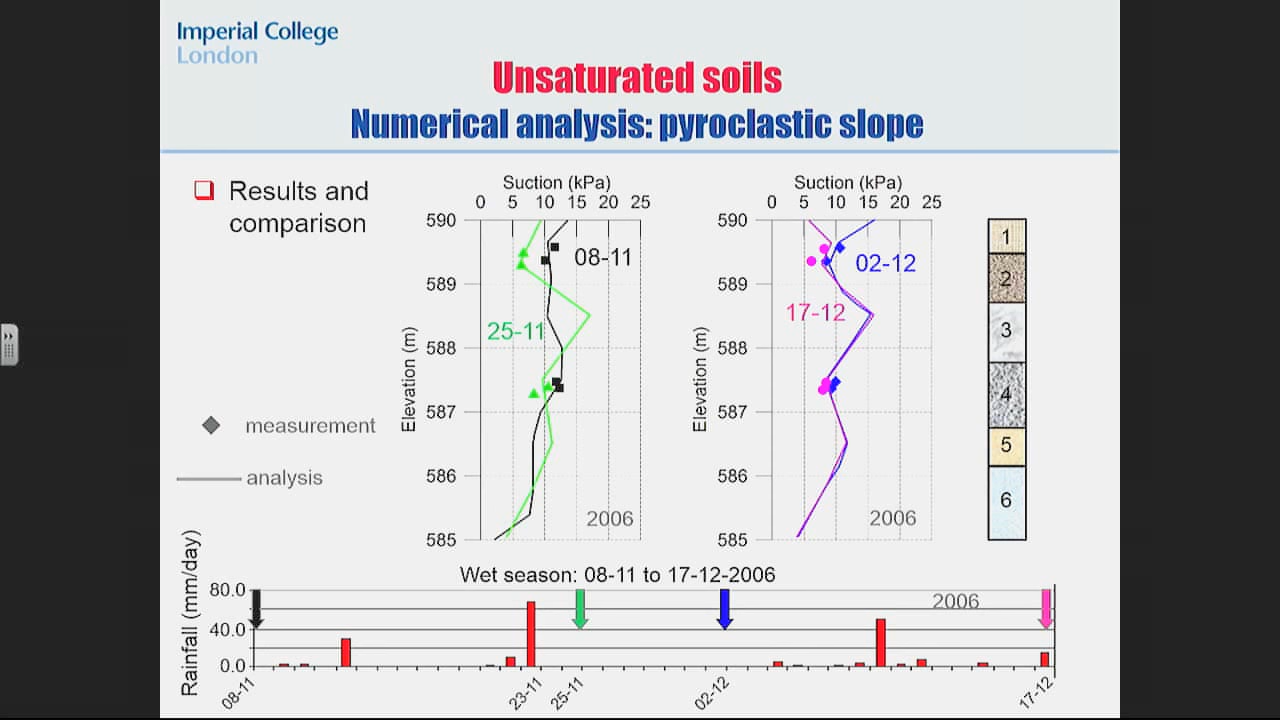 Imperial College
London
Unsaturated soils
Numerical analysis: pyroclastic slope
Results and
comparison
measurement
analysis
Suction (kPa)
0 5 10 15 20 25
590
589
588
587
586
585
Elevation (m)
08-11
25-11
2006
Suction (kPa)
0 5 10 15 20 25
590
589
588
587
586
585
Elevation (m)
02-12
17-12
2006
1
2
3
4
5
6
Wet season: 08-11 to 17-12-2006
Rainfall (mm/day)
80.0
40.0
0.0
2006
08-11
23-11
25-11
02-12
17-12